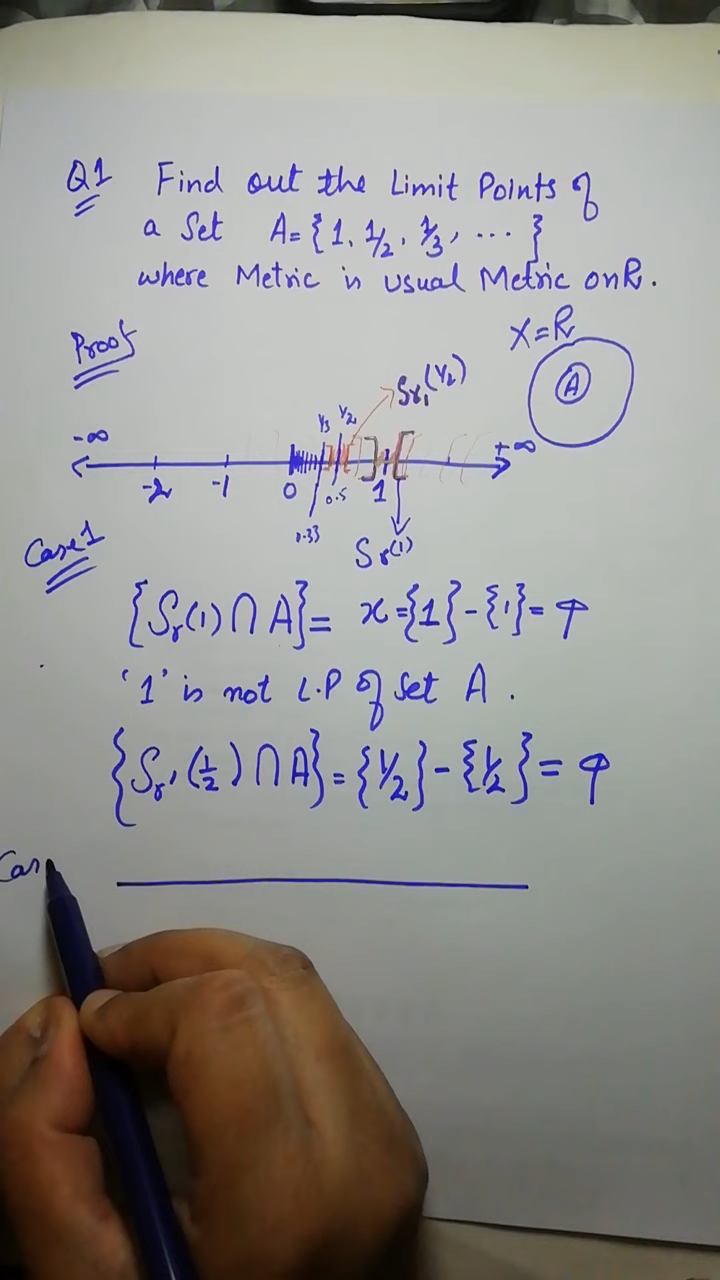 Q1 Find out the Limit Points of
a Set A = {1, 1/2, 1/3, ... }
where Metric is usual Metric on R.
Proof
X = R
A
Sr₁(1/2)
1/3 1/2
-∞ +∞
-2 -1 0 0.5 1
0.33
Sr(1)
Case 1
{Sr(1) ∩ A} = x = {1} - {1} = φ
'1' is not L.P of Set A.
{Sr₁(1/2) ∩ A} = {1/2} - {1/2} = φ
Cas